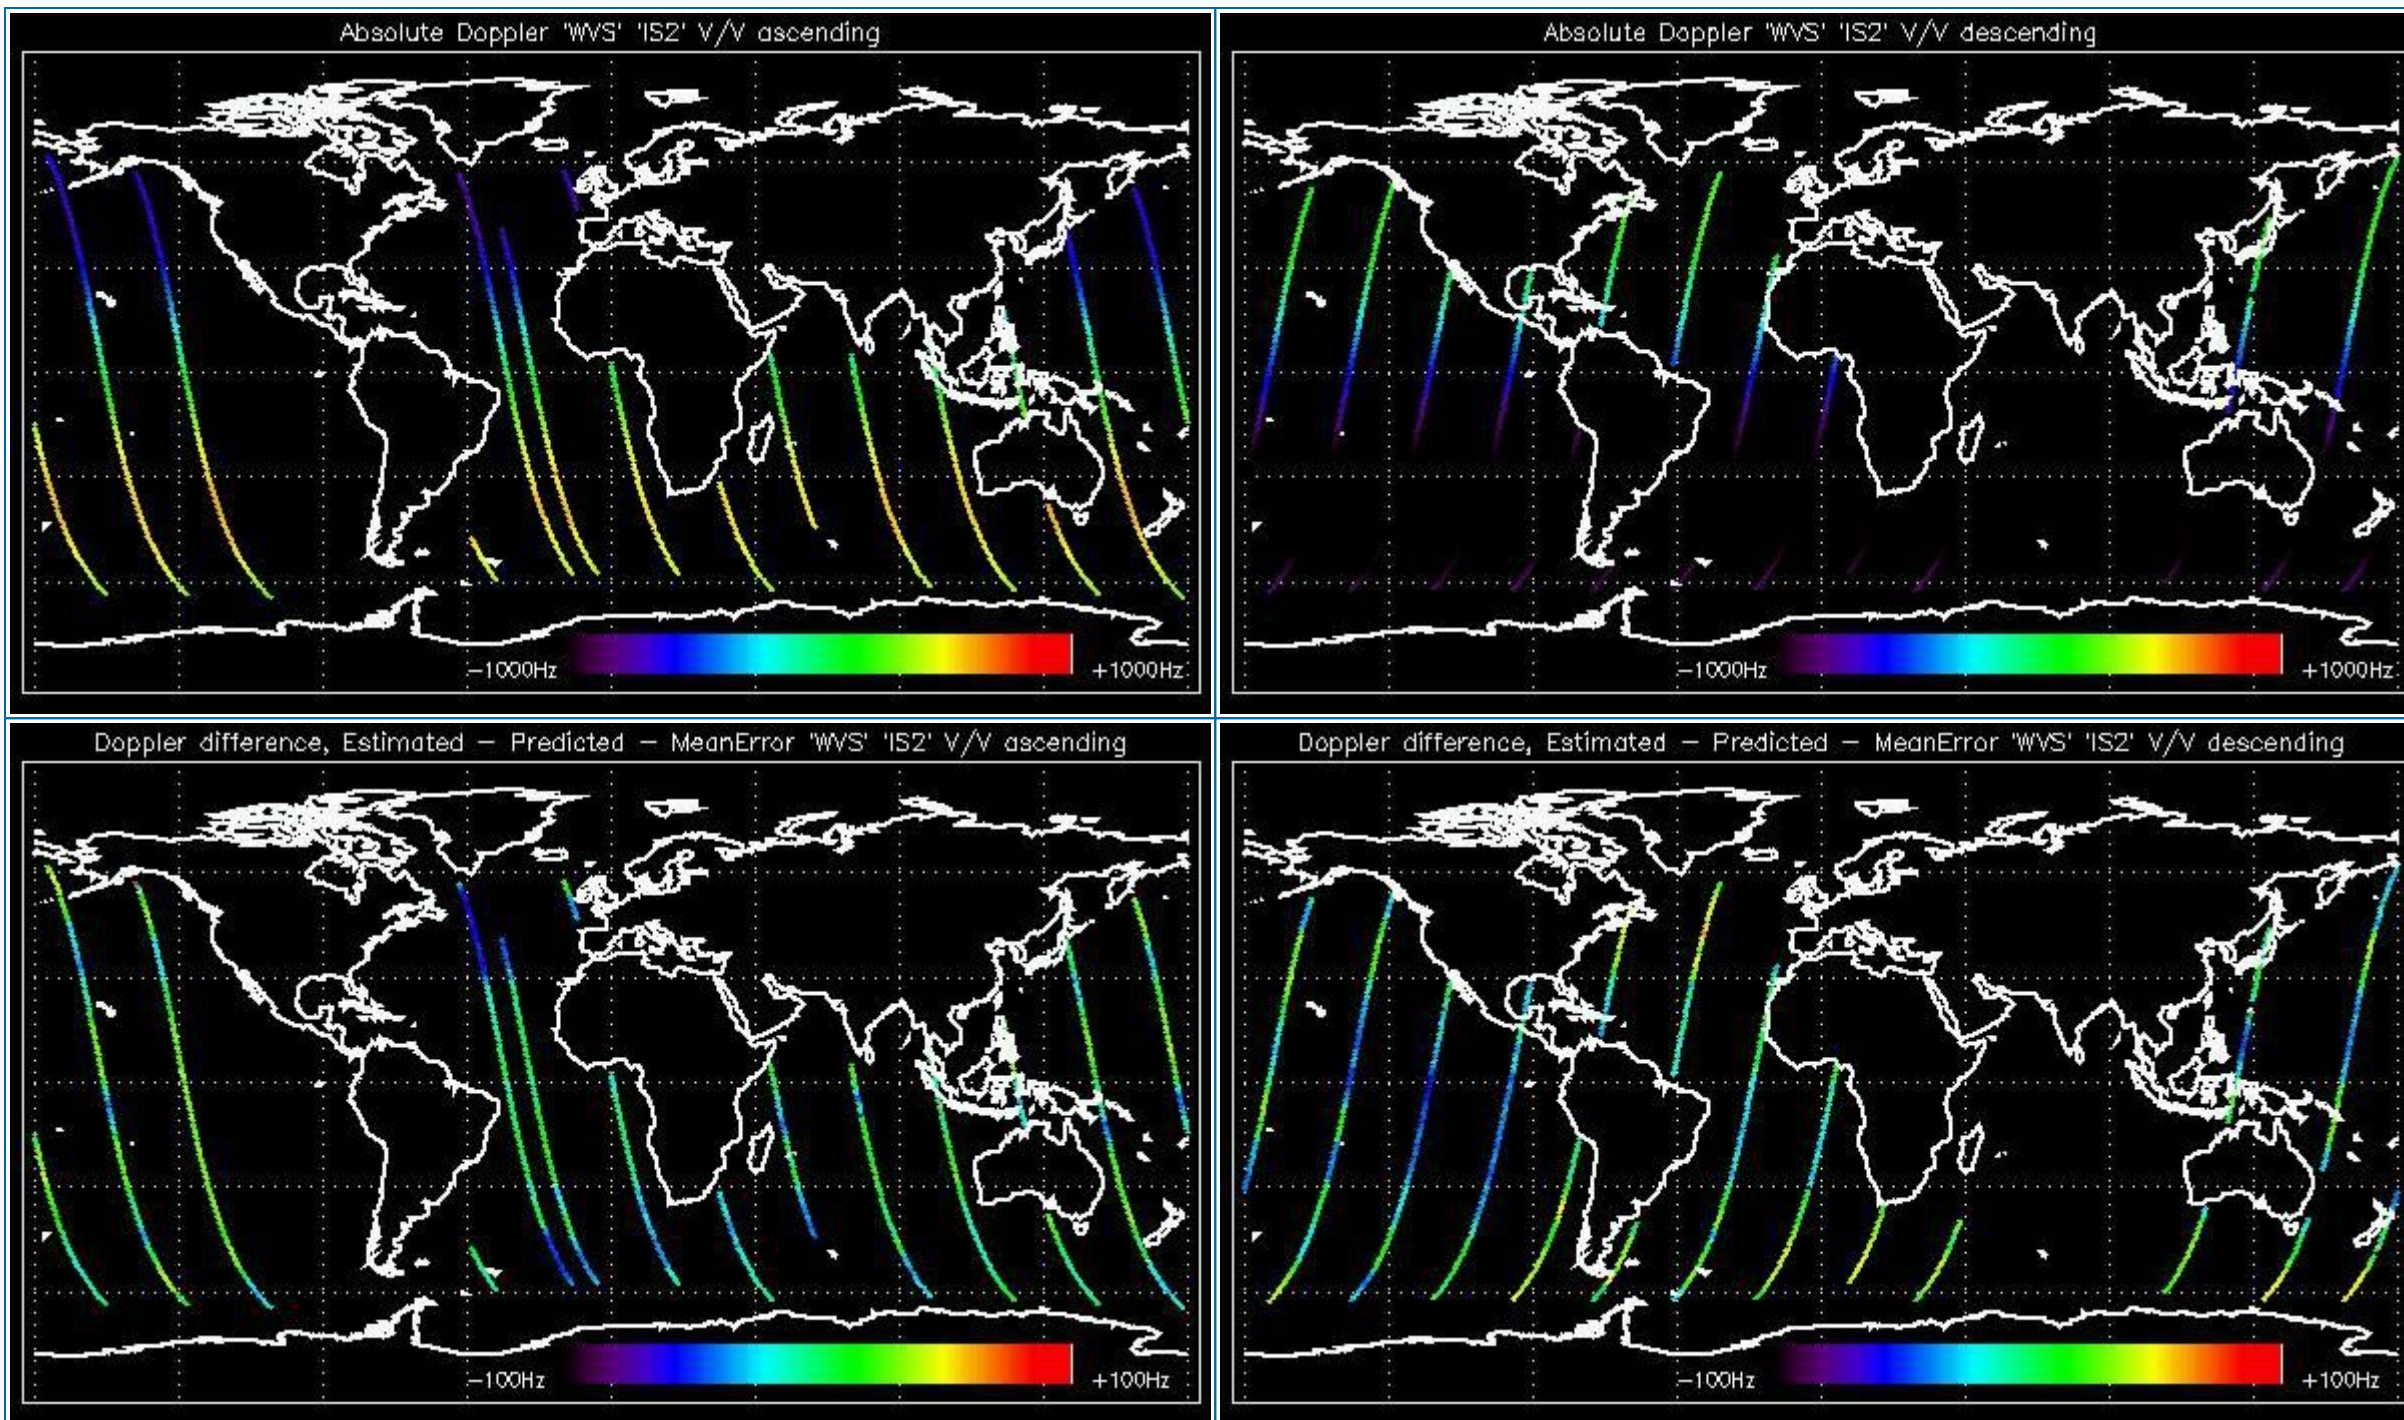 Absolute Doppler 'WVS' 'IS2' V/V ascending
-1000Hz
+1000Hz
Absolute Doppler 'WVS' 'IS2' V/V descending
-1000Hz
+1000Hz
Doppler difference, Estimated - Predicted - MeanError 'WVS' 'IS2' V/V ascending
-100Hz
+100Hz
Doppler difference, Estimated - Predicted - MeanError 'WVS' 'IS2' V/V descending
-100Hz
+100Hz